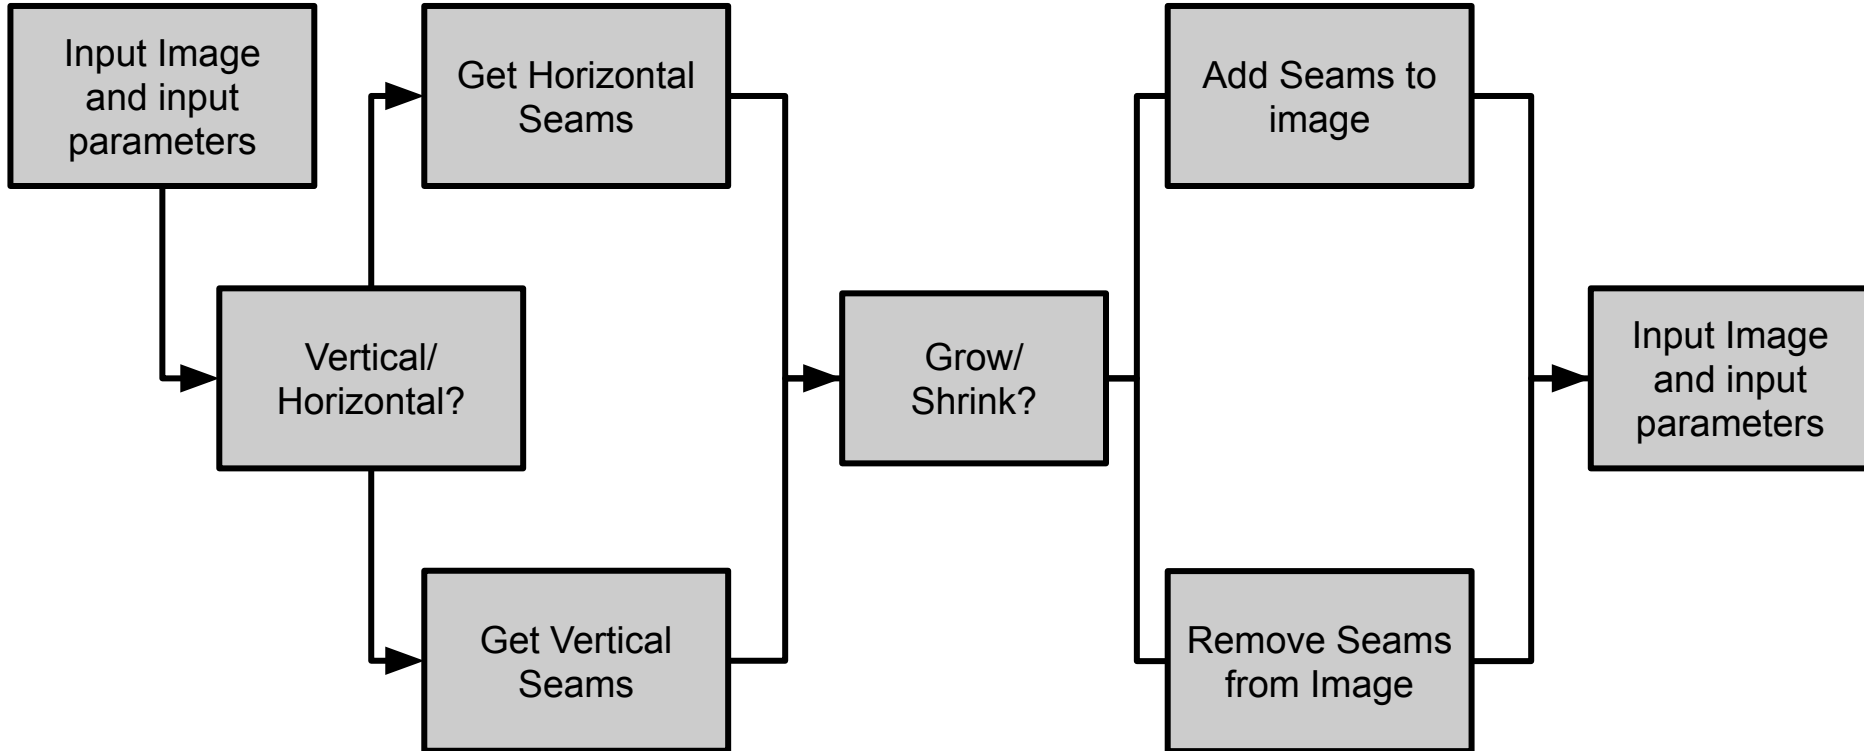 Input Image
and input
parameters
Get Horizontal
Seams
Add Seams to
image
Vertical/
Horizontal?
Grow/
Shrink?
Input Image
and input
parameters
Get Vertical
Seams
Remove Seams
from Image